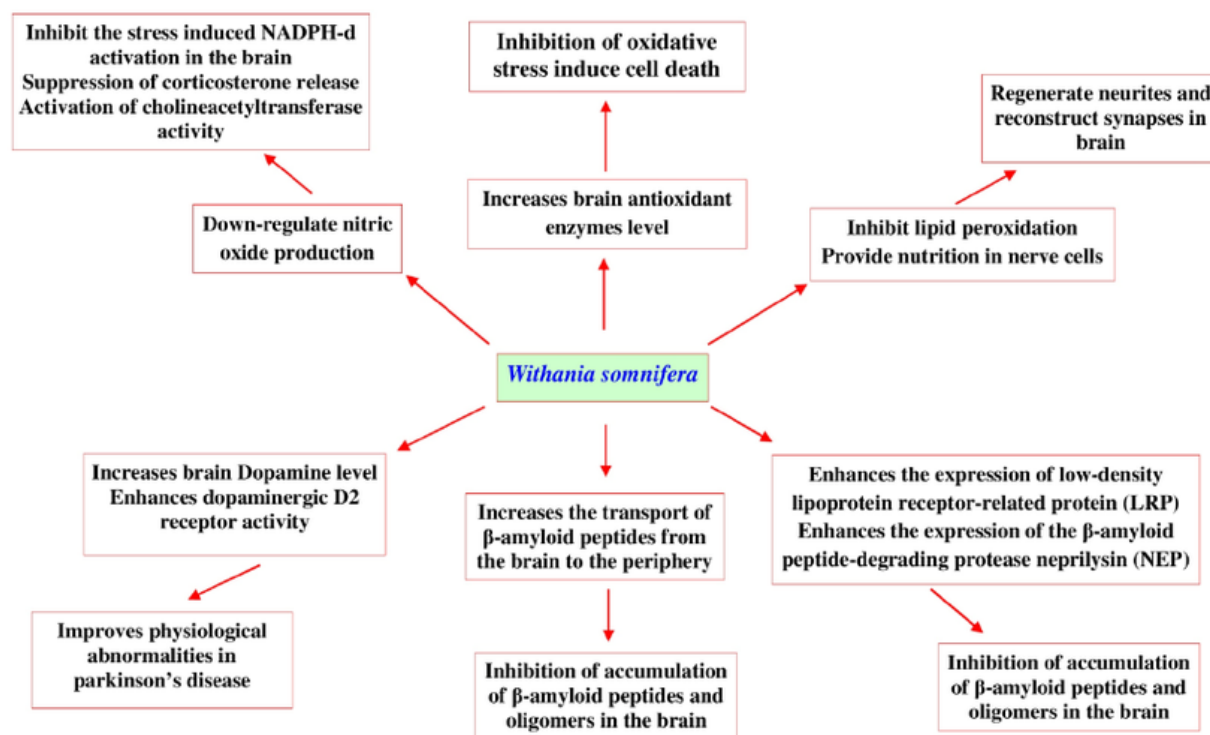 Inhibit the stress induced NADPH-d
activation in the brain
Suppression of corticosterone release
Activation of cholineacetyltransferase
activity
Inhibition of oxidative
stress induce cell death
Regenerate neurites and
reconstruct synapses in
brain
Down-regulate nitric
oxide production
Increases brain antioxidant
enzymes level
Inhibit lipid peroxidation
Provide nutrition in nerve cells
Withania somnifera
Increases brain Dopamine level
Enhances dopaminergic D2
receptor activity
Increases the transport of
β-amyloid peptides from
the brain to the periphery
Enhances the expression of low-density
lipoprotein receptor-related protein (LRP)
Enhances the expression of the β-amyloid
peptide-degrading protease neprilysin (NEP)
Improves physiological
abnormalities in
parkinson's disease
Inhibition of accumulation
of β-amyloid peptides and
oligomers in the brain
Inhibition of accumulation
of β-amyloid peptides and
oligomers in the brain